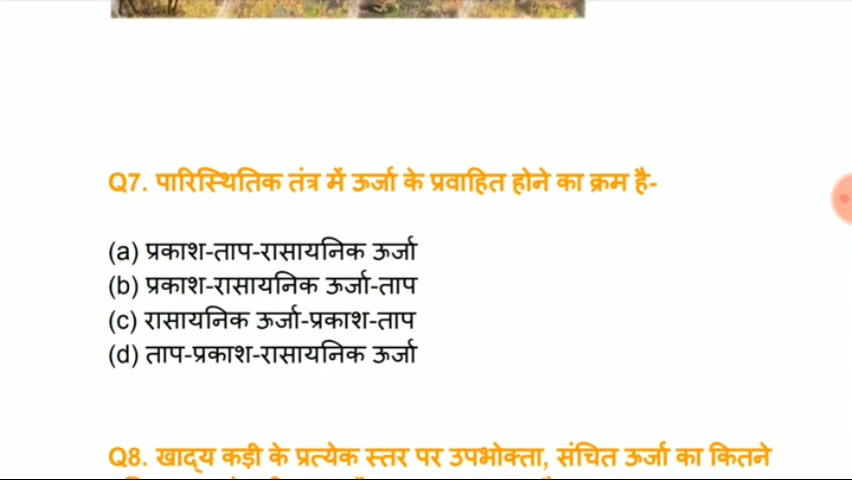 Q7. पारिस्थितिक तंत्र में ऊर्जा के प्रवाहित होने का क्रम है-
(a) प्रकाश-ताप-रासायनिक ऊर्जा
(b) प्रकाश-रासायनिक ऊर्जा-ताप
(c) रासायनिक ऊर्जा-प्रकाश-ताप
(d) ताप-प्रकाश-रासायनिक ऊर्जा
Q8. खाद्य कड़ी के प्रत्येक स्तर पर उपभोक्ता, संचित ऊर्जा का कितने